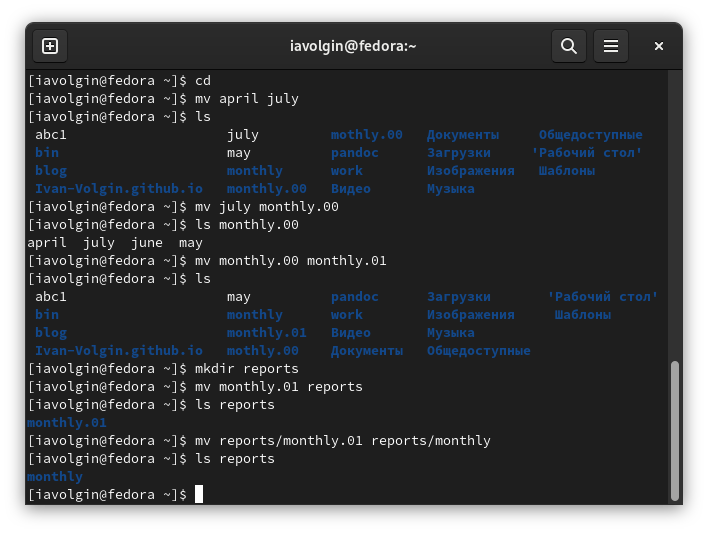 iavolgin@fedora:~
[iavolgin@fedora ~]$ cd
[iavolgin@fedora ~]$ mv april july
[iavolgin@fedora ~]$ ls
abc1 july mothly.00 Документы Общедоступные
bin may pandoc Загрузки 'Рабочий стол'
blog monthly work Изображения Шаблоны
Ivan-Volgin.github.io monthly.00 Видео Музыка
[iavolgin@fedora ~]$ mv july monthly.00
[iavolgin@fedora ~]$ ls monthly.00
april july june may
[iavolgin@fedora ~]$ mv monthly.00 monthly.01
[iavolgin@fedora ~]$ ls
abc1 may pandoc Загрузки 'Рабочий стол'
bin monthly work Изображения Шаблоны
blog monthly.01 Видео Музыка
Ivan-Volgin.github.io mothly.00 Документы Общедоступные
[iavolgin@fedora ~]$ mkdir reports
[iavolgin@fedora ~]$ mv monthly.01 reports
[iavolgin@fedora ~]$ ls reports
monthly.01
[iavolgin@fedora ~]$ mv reports/monthly.01 reports/monthly
[iavolgin@fedora ~]$ ls reports
monthly
[iavolgin@fedora ~]$